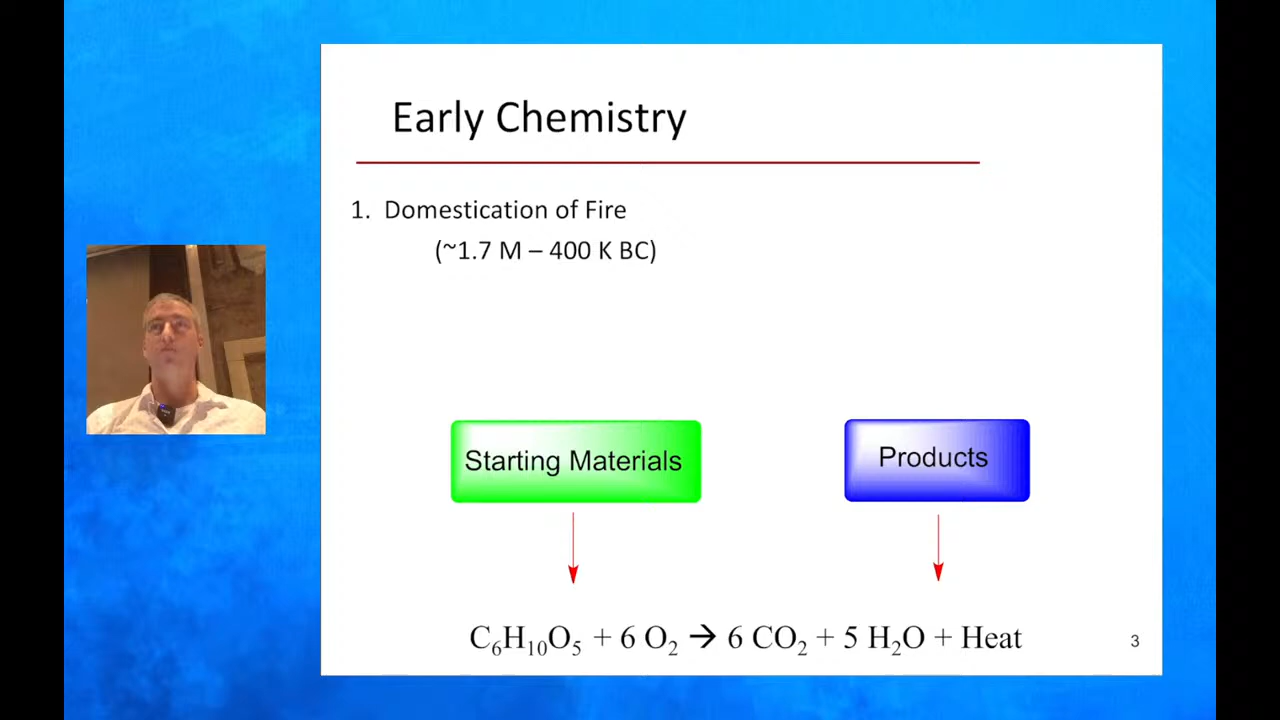 Early Chemistry
1. Domestication of Fire
(~1.7 M – 400 K BC)
Starting Materials
Products
C₆H₁₀O₅ + 6 O₂ → 6 CO₂ + 5 H₂O + Heat
3